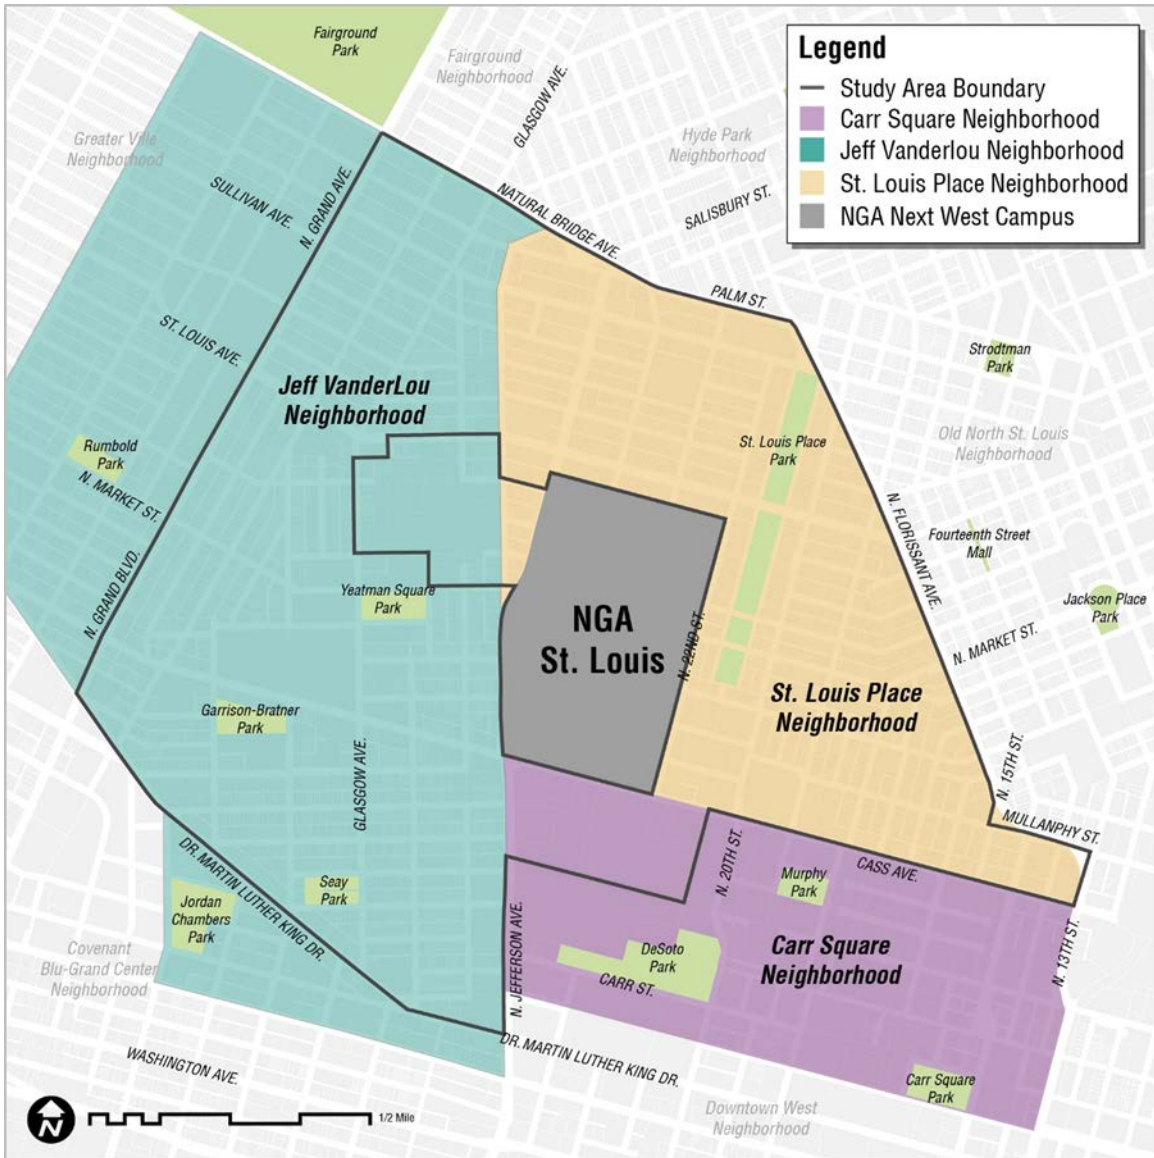 Fairground
Park
Fairground
Neighborhood
GLASGOW AVE.
Legend
Study Area Boundary
Carr Square Neighborhood
Jeff Vanderlou Neighborhood
St. Louis Place Neighborhood
NGA Next West Campus
Greater Ville
Neighborhood
Hyde Park
Neighborhood
SULLIVAN AVE.
N. GRAND AVE.
NATURAL BRIDGE AVE.
SALISBURY ST.
PALM ST.
ST. LOUIS AVE.
Strodtman
Park
Jeff VanderLou
Neighborhood
St. Louis Place
Park
Old North St. Louis
Neighborhood
Rumbold
Park
N. MARKET ST.
N. FLORISSANT AVE.
Fourteenth Street
Mall
N. GRAND BLVD.
Yeatman Square
Park
Jackson Place
Park
NGA
St. Louis
N. 22ND ST.
N. MARKET ST.
St. Louis Place
Neighborhood
Garrison-Bratner
Park
GLASGOW AVE.
N. 15TH ST.
MULLANPHY ST.
DR. MARTIN LUTHER KING DR.
N. 20TH ST.
CASS AVE.
Murphy
Park
Seay
Park
Jordan
Chambers
Park
N. JEFFERSON AVE.
DeSoto
Park
CARR ST.
Carr Square
Neighborhood
N. 13TH ST.
Covenant
Blu-Grand Center
Neighborhood
WASHINGTON AVE.
DR. MARTIN LUTHER KING DR.
Carr Square
Park
Downtown West
Neighborhood
N
1/2 Mile